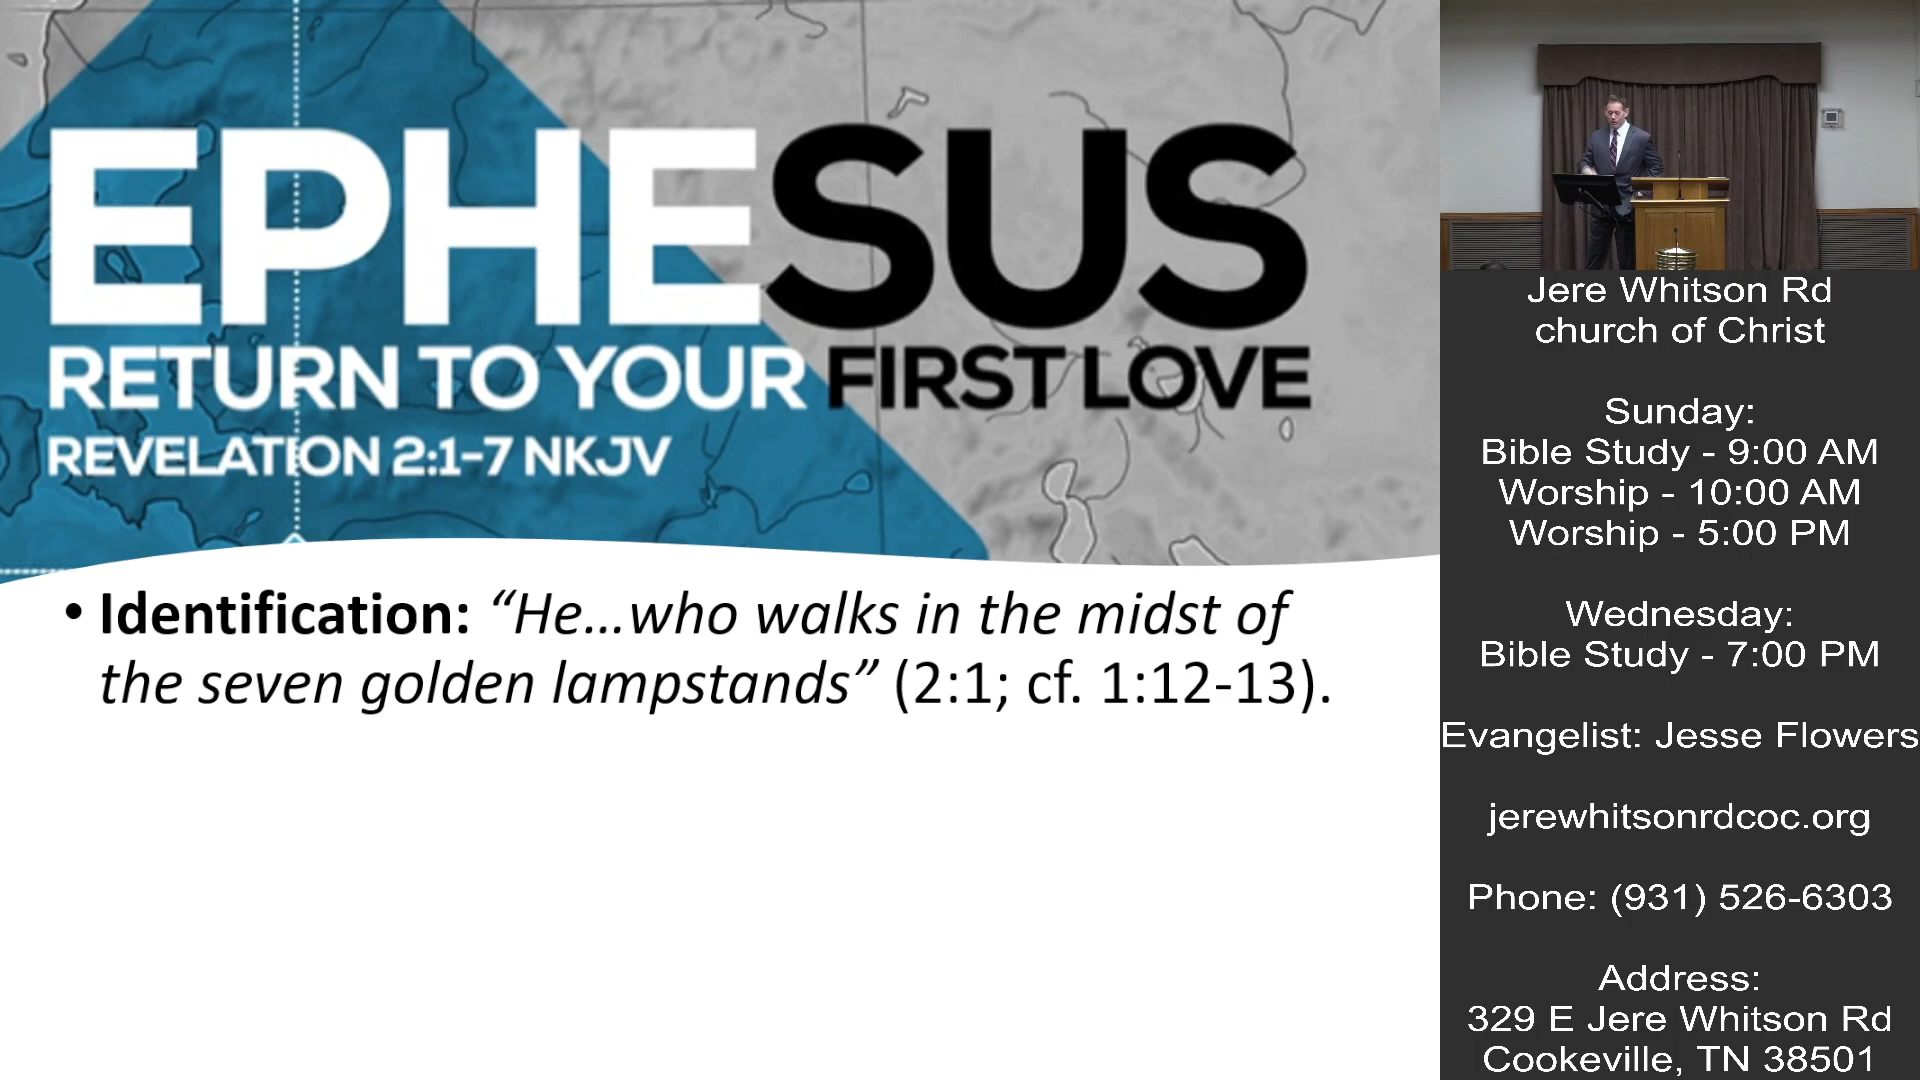 EPHESUS
RETURN TO YOUR FIRST LOVE
REVELATION 2:1-7 NKJV
• Identification: “He...who walks in the midst of
the seven golden lampstands” (2:1; cf. 1:12-13).
Jere Whitson Rd
church of Christ
Sunday:
Bible Study - 9:00 AM
Worship - 10:00 AM
Worship - 5:00 PM
Wednesday:
Bible Study - 7:00 PM
Evangelist: Jesse Flowers
jerewhitsonrdcoc.org
Phone: (931) 526-6303
Address:
329 E Jere Whitson Rd
Cookeville, TN 38501